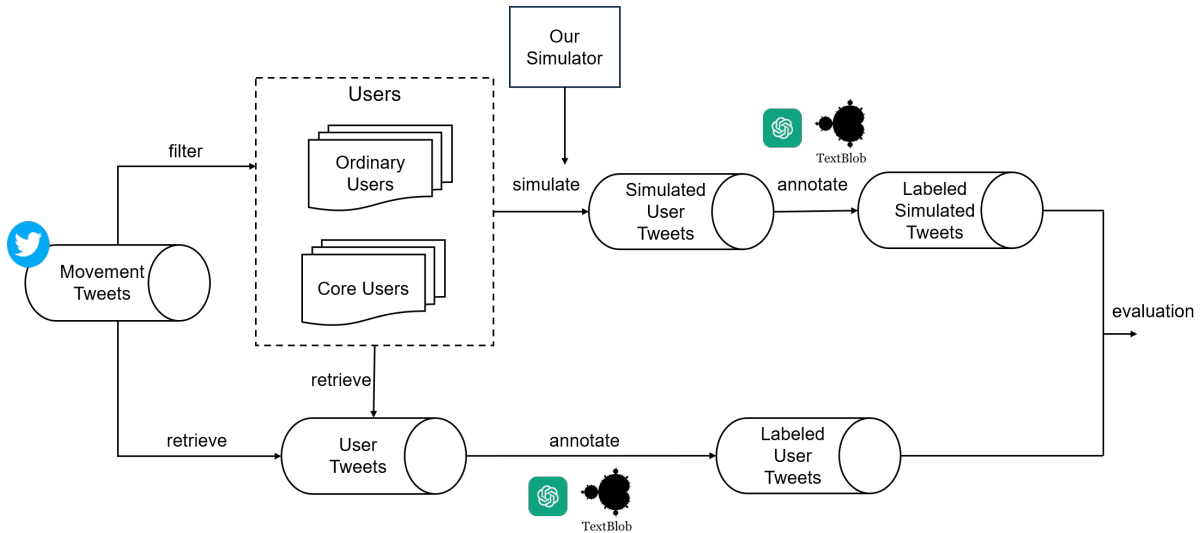 Our
Simulator
Users
filter
Ordinary
Users
TextBlob
simulate
Simulated
User
Tweets
annotate
Labeled
Simulated
Tweets
Movement
Tweets
Core Users
evaluation
retrieve
retrieve
User
Tweets
annotate
Labeled
User
Tweets
TextBlob